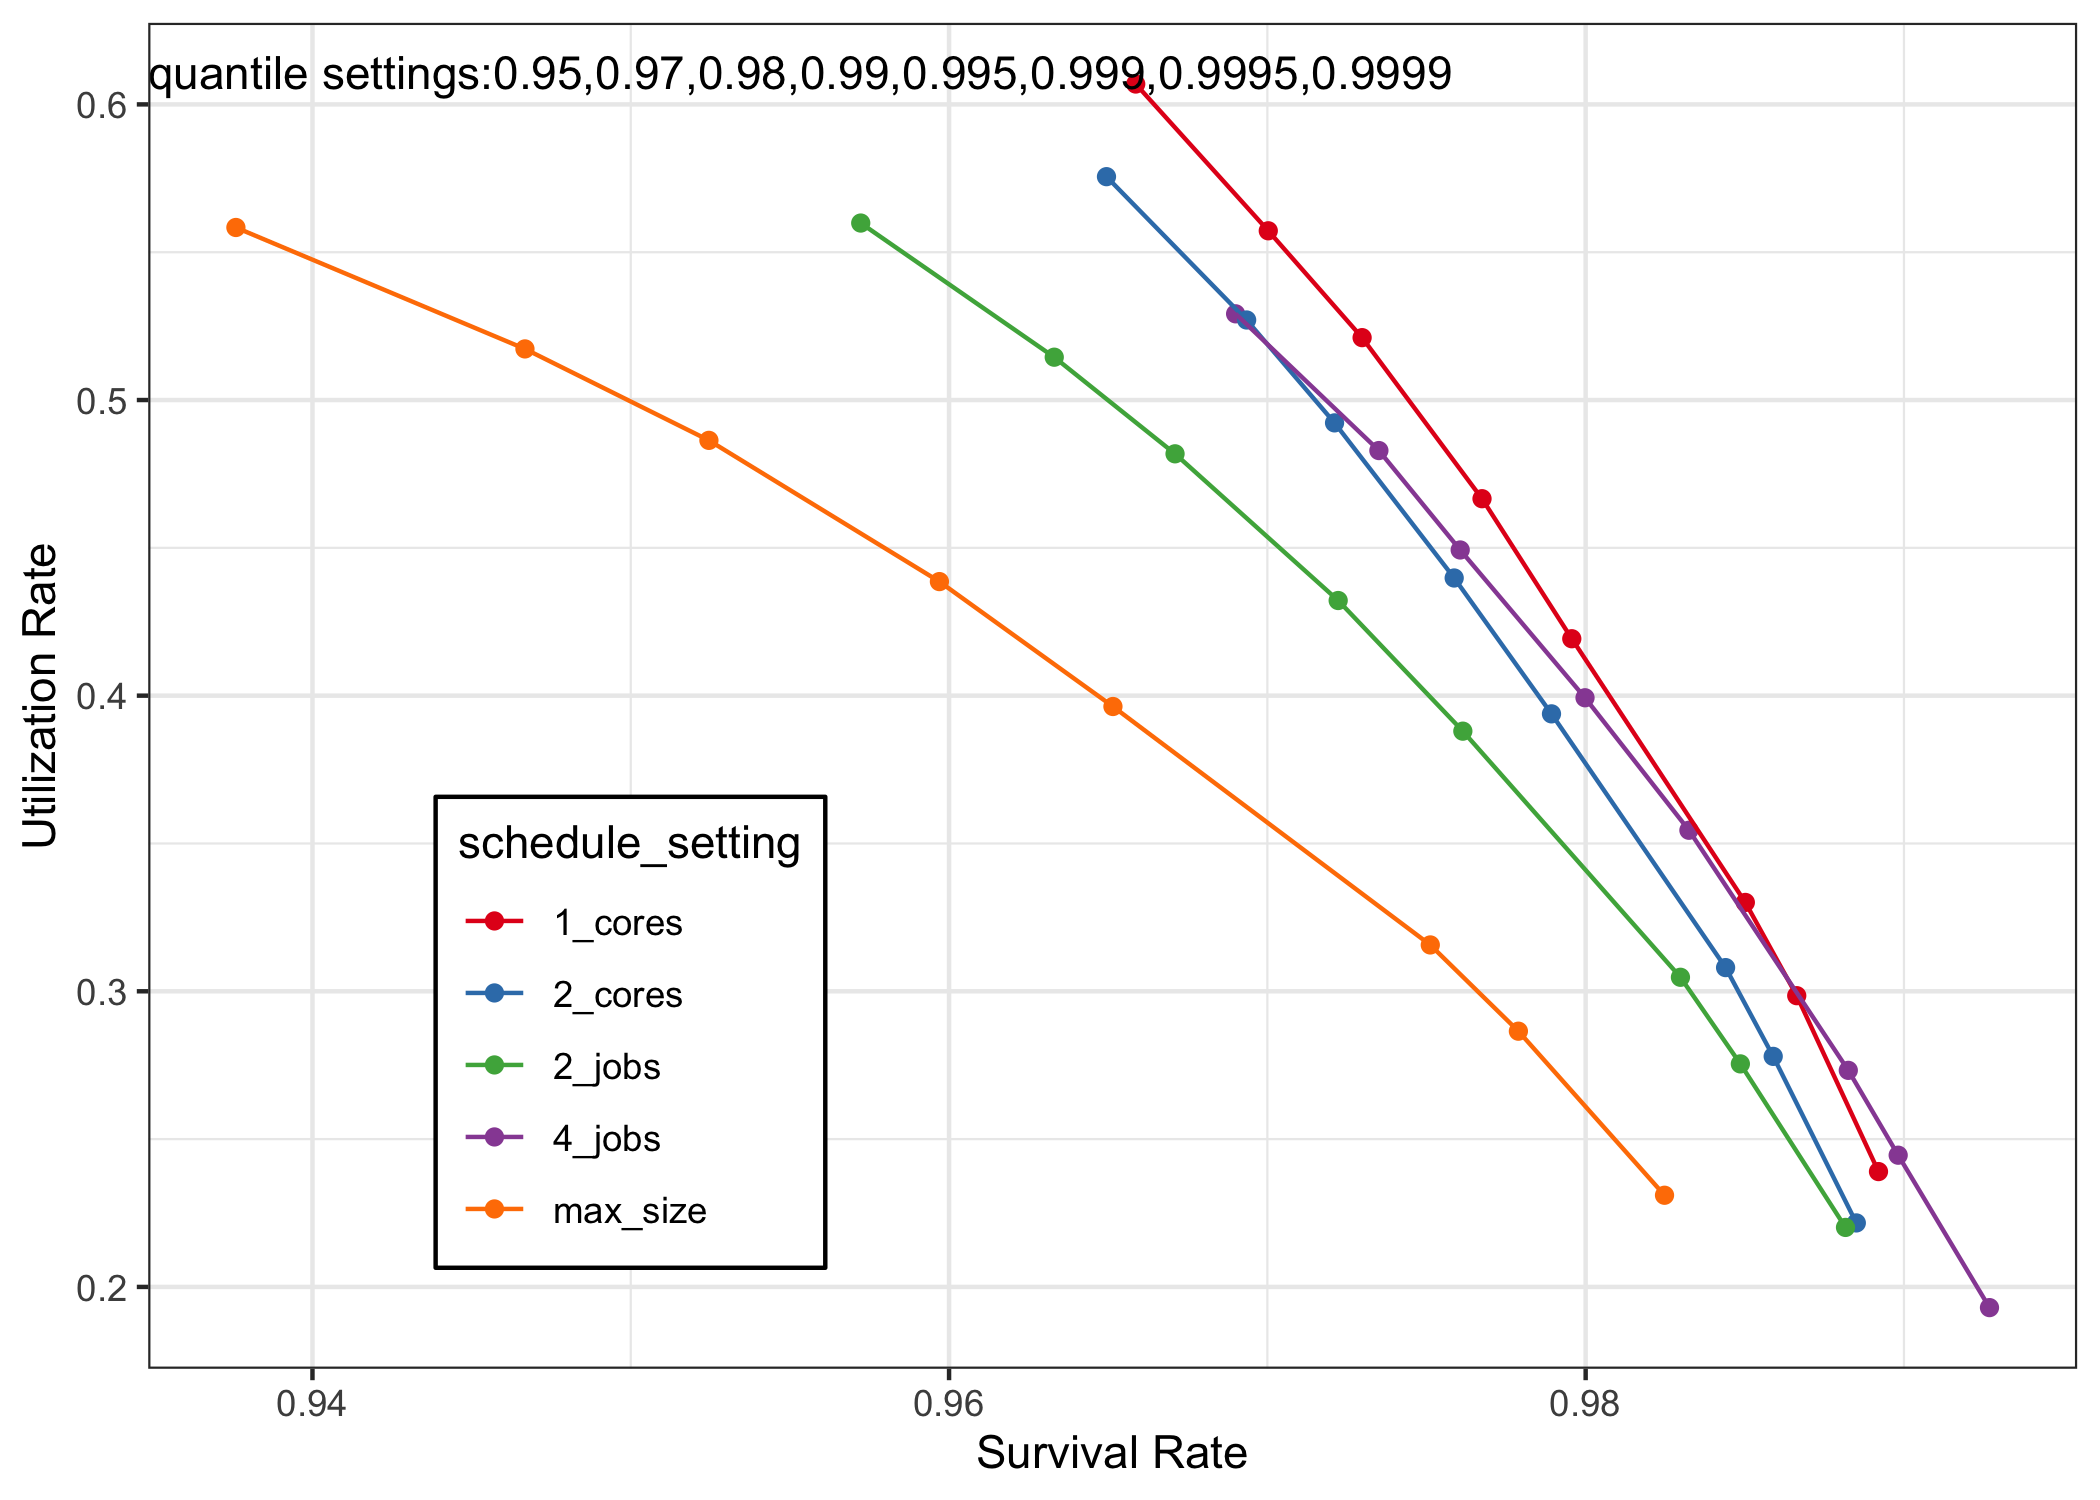 quantile settings:0.95,0.97,0.98,0.99,0.995,0.999,0.9995,0.9999
0.6
0.5
0.4
0.3
0.2
Utilization Rate
schedule_setting
1_cores
2_cores
2_jobs
4_jobs
max_size
0.94 0.96 0.98
Survival Rate